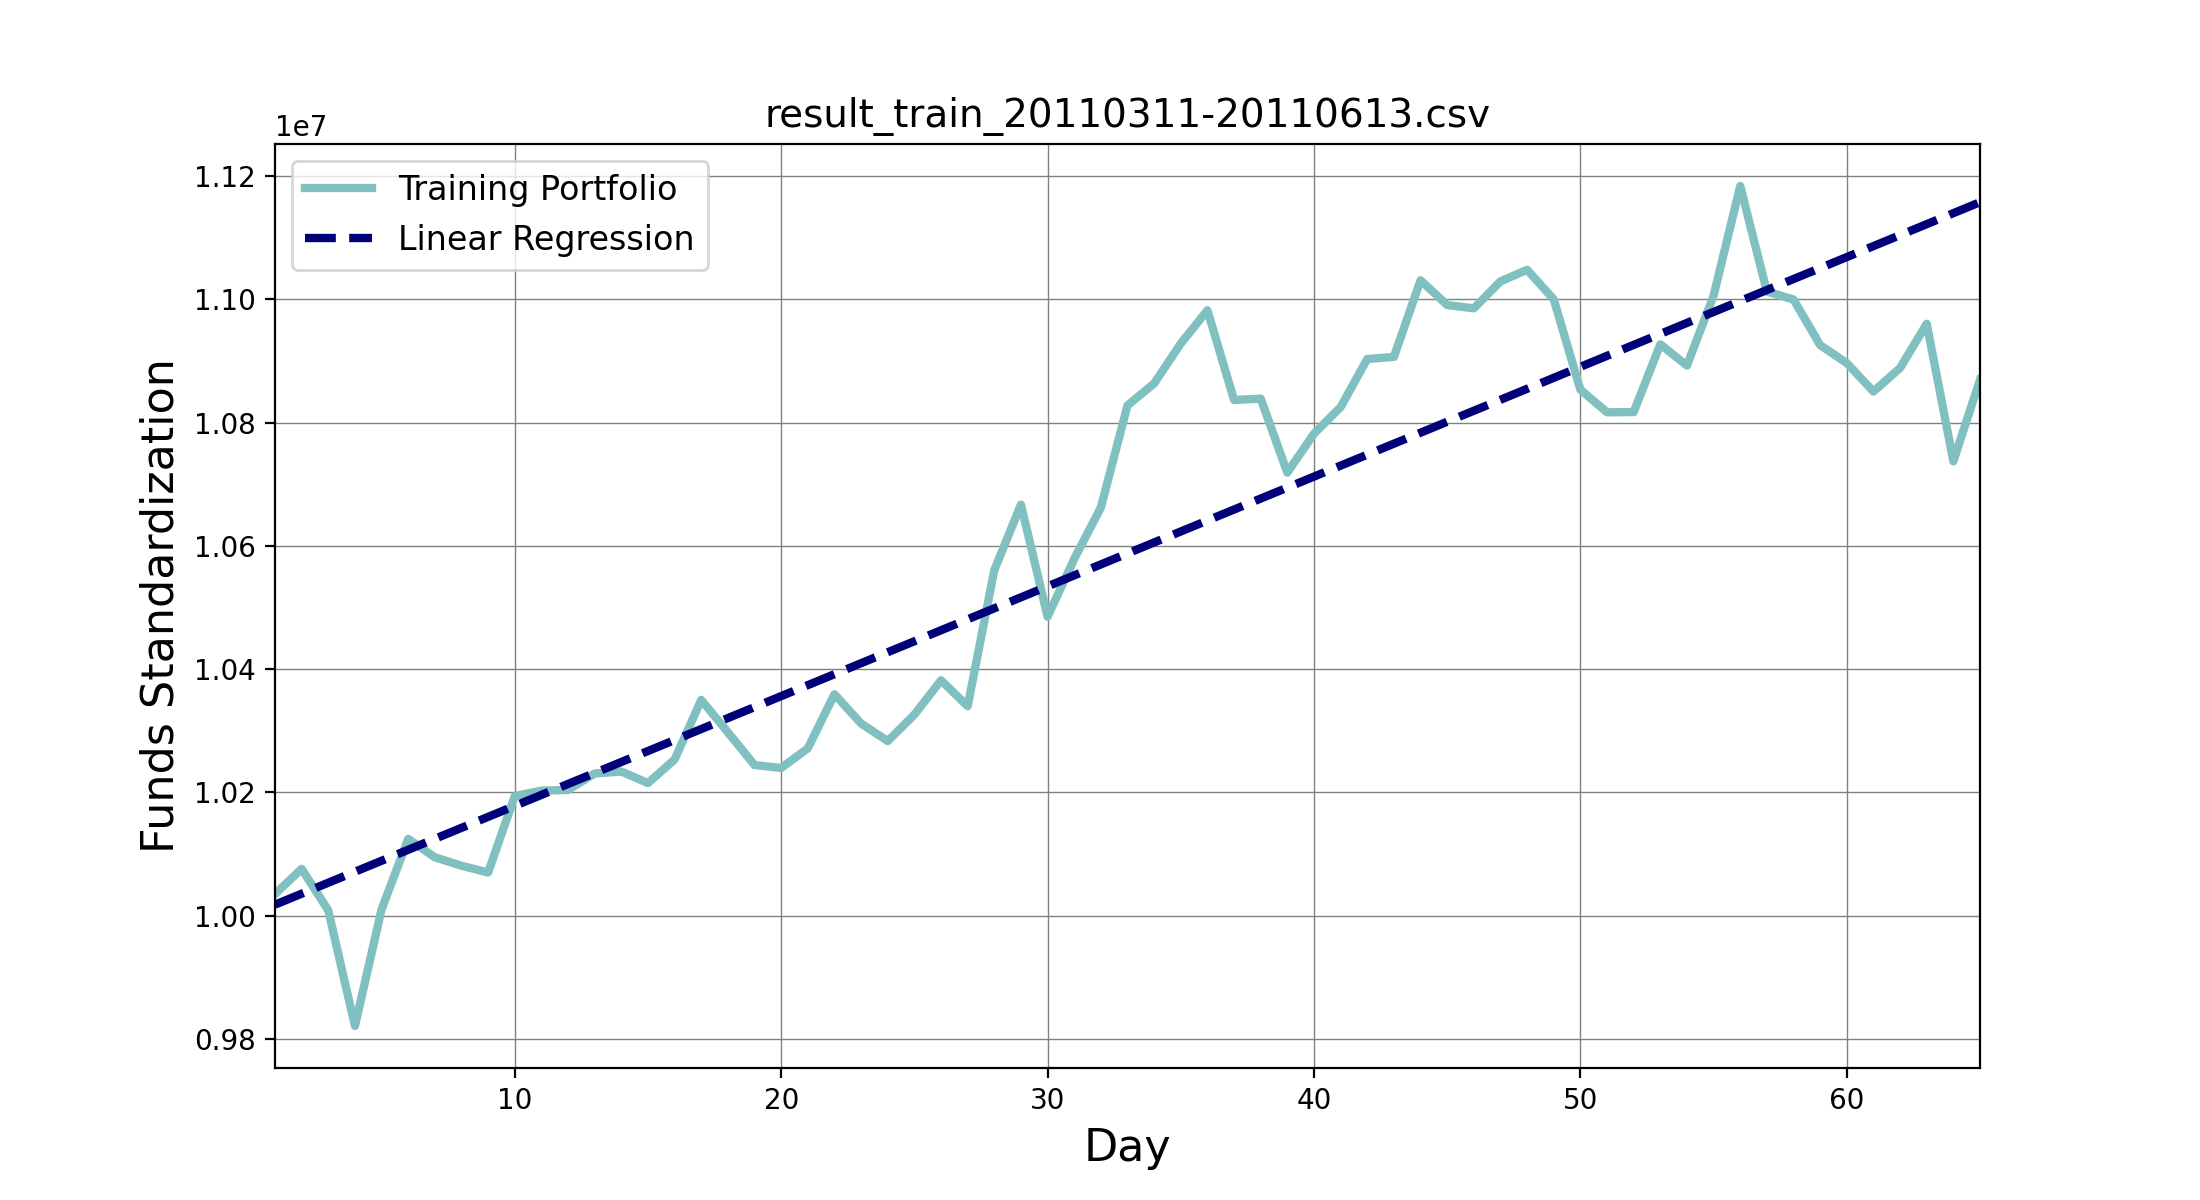 result_train_20110311-20110613.csv
1e7
Training Portfolio
Linear Regression
1.12
1.10
1.08
1.06
1.04
1.02
1.00
0.98
Funds Standardization
10 20 30 40 50 60
Day